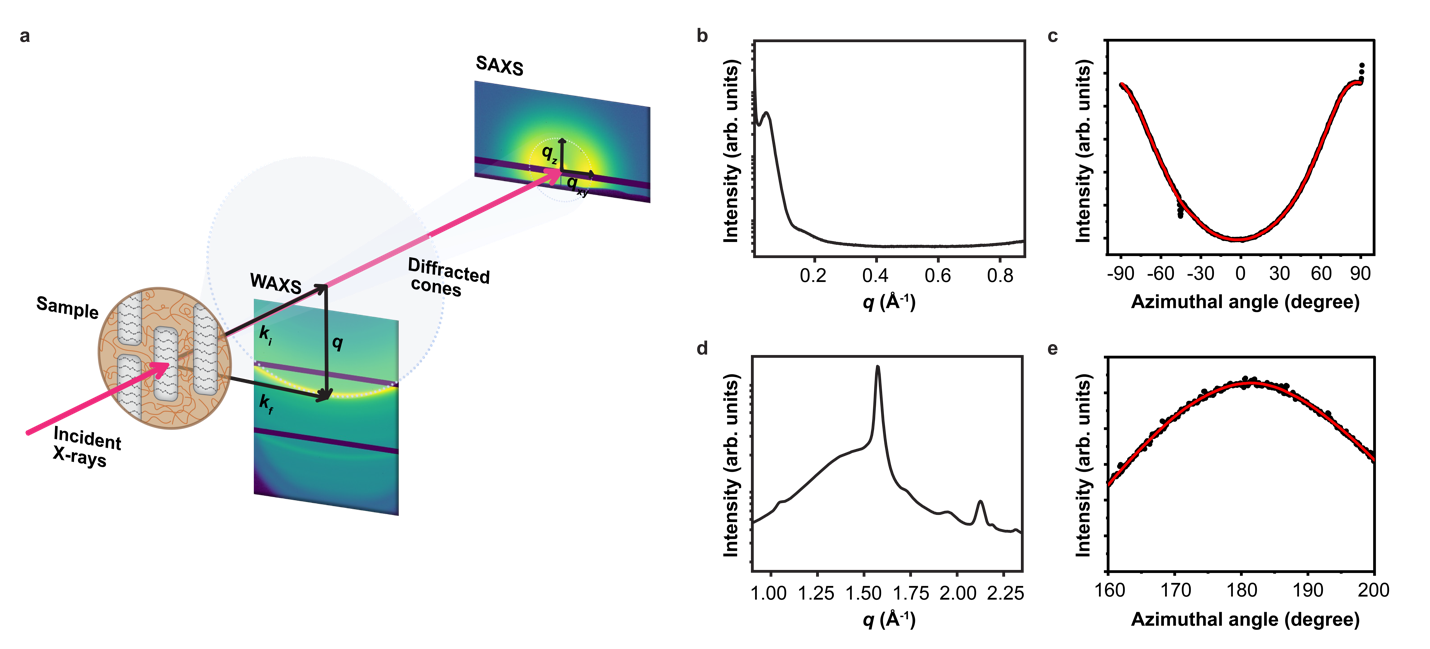 a
SAXS
q_z
q_xy
WAXS
Diffracted
cones
Sample
k_i
q
k_f
Incident
X-rays
b
Intensity (arb. units)
0.2 0.4 0.6 0.8
q (Å⁻¹)
c
Intensity (arb. units)
-90 -60 -30 0 30 60 90
Azimuthal angle (degree)
d
Intensity (arb. units)
1.00 1.25 1.50 1.75 2.00 2.25
q (Å⁻¹)
e
Intensity (arb. units)
160 170 180 190 200
Azimuthal angle (degree)